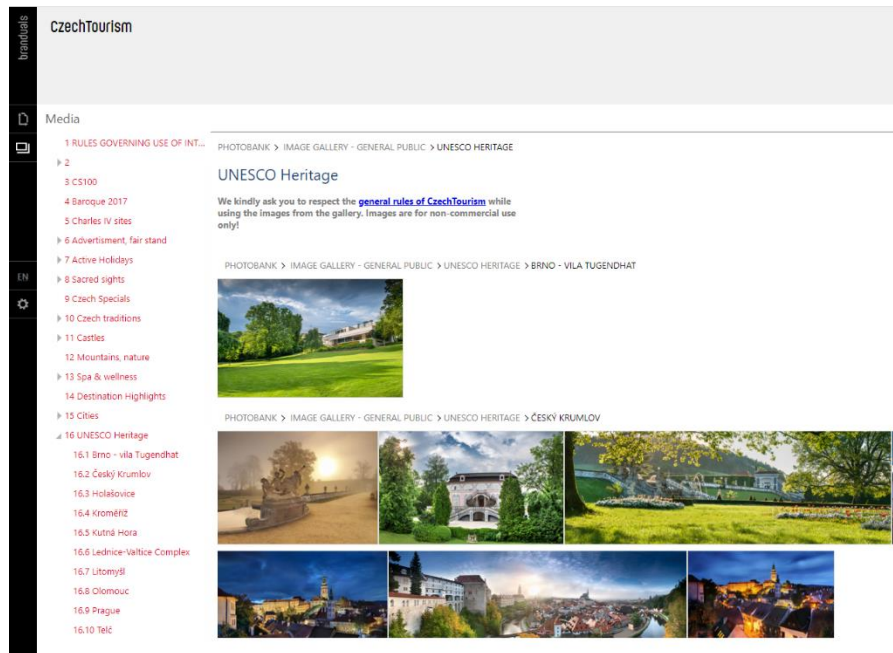 branduals
CzechTourism
Media
1 RULES GOVERNING USE OF INT...
2
3 CS100
4 Baroque 2017
5 Charles IV sites
6 Advertisment, fair stand
7 Active Holidays
8 Sacred sights
9 Czech Specials
10 Czech traditions
11 Castles
12 Mountains, nature
13 Spa & wellness
14 Destination Highlights
15 Cities
16 UNESCO Heritage
16.1 Brno - vila Tugendhat
16.2 Český Krumlov
16.3 Holašovice
16.4 Kroměříž
16.5 Kutná Hora
16.6 Lednice-Valtice Complex
16.7 Litomyšl
16.8 Olomouc
16.9 Prague
16.10 Telč
EN
PHOTOBANK > IMAGE GALLERY - GENERAL PUBLIC > UNESCO HERITAGE
UNESCO Heritage
We kindly ask you to respect the general rules of CzechTourism while
using the images from the gallery. Images are for non-commercial use
only!
PHOTOBANK > IMAGE GALLERY - GENERAL PUBLIC > UNESCO HERITAGE > BRNO - VILA TUGENDHAT
PHOTOBANK > IMAGE GALLERY - GENERAL PUBLIC > UNESCO HERITAGE > ČESKÝ KRUMLOV